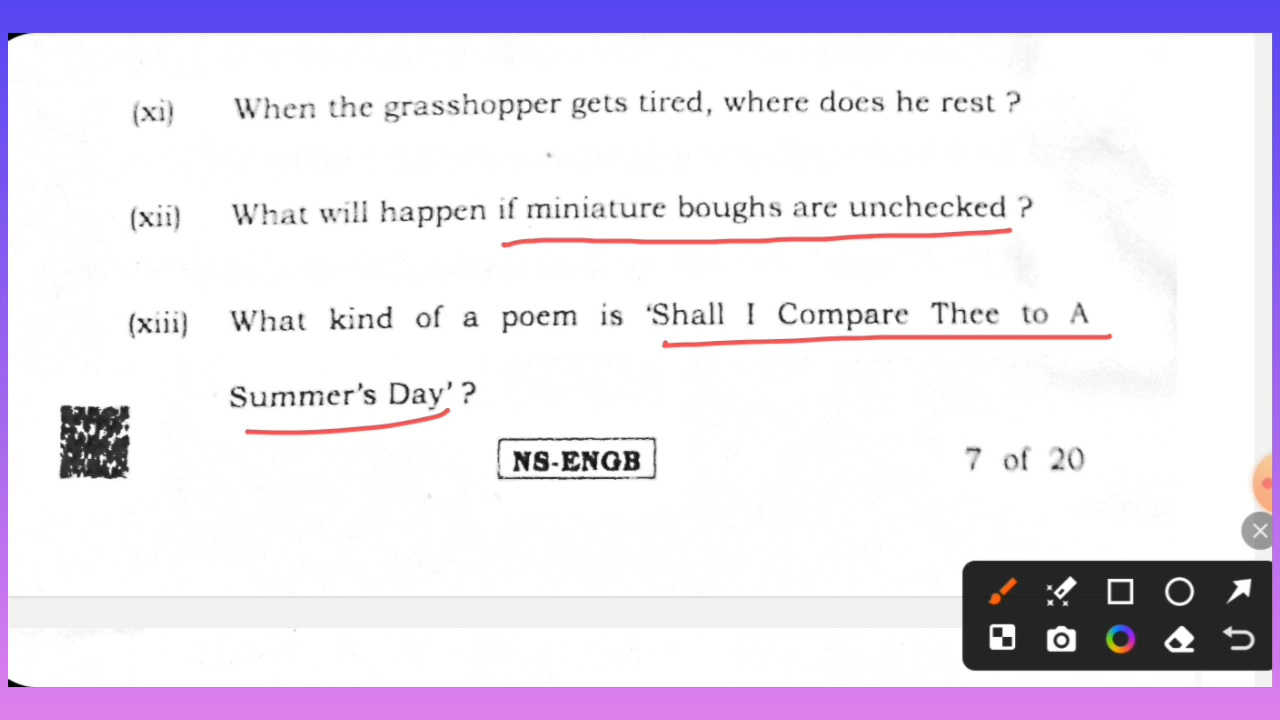 (xi) When the grasshopper gets tired, where does he rest ?
(xii) What will happen if miniature boughs are unchecked ?
(xiii) What kind of a poem is ‘Shall I Compare Thee to A
Summer’s Day’ ?
NS-ENGB 7 of 20